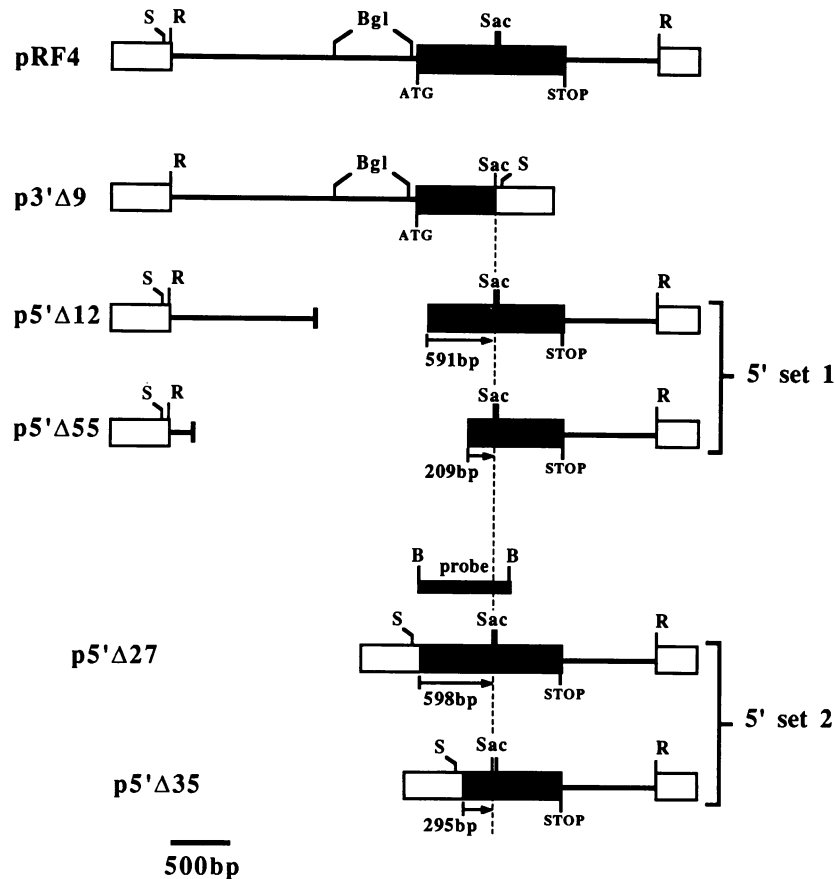 S R Bgl Sac R
pRF4
ATG STOP
R Bgl Sac S
p3'Δ9
ATG
S R Sac R
p5'Δ12
591bp STOP
5' set 1
S R Sac R
p5'Δ55
209bp STOP
B probe B
S Sac R
p5'Δ27
598bp STOP
5' set 2
S Sac R
p5'Δ35
295bp STOP
500bp